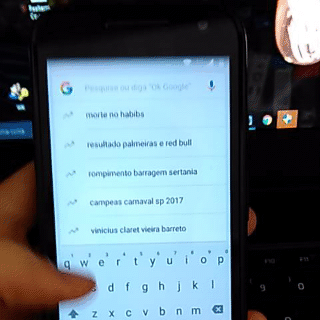 Pesquise ou diga "Ok Google"
morte no habibs
resultado palmeiras e red bull
rompimento barragem sertania
campeas carnaval sp 2017
vinicius claret vieira barreto
q w e r t y u i o p
s d f g h j k l
z x c v b n m